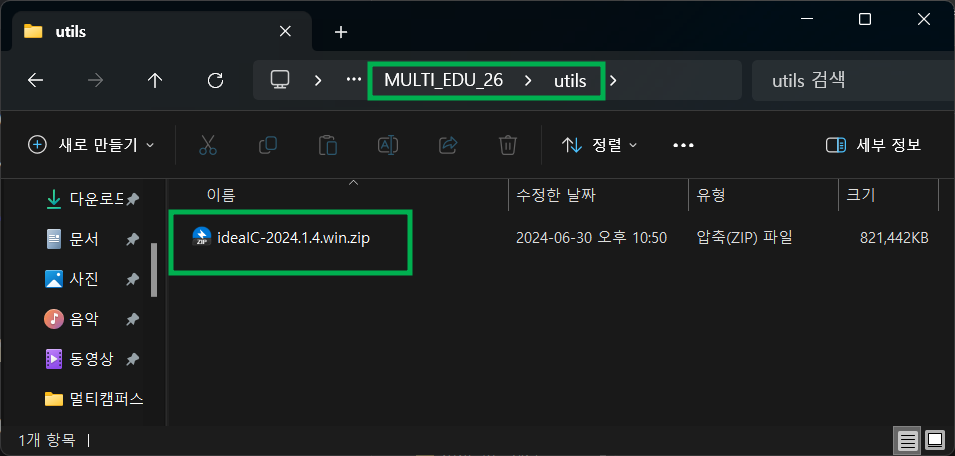 utils
MULTI_EDU_26 utils
utils 검색
새로 만들기 정렬 세부 정보
이름 수정한 날짜 유형 크기
ideaIC-2024.1.4.win.zip 2024-06-30 오후 10:50 압축(ZIP) 파일 821,442KB
다운로드
문서
사진
음악
동영상
멀티캠퍼스
1개 항목